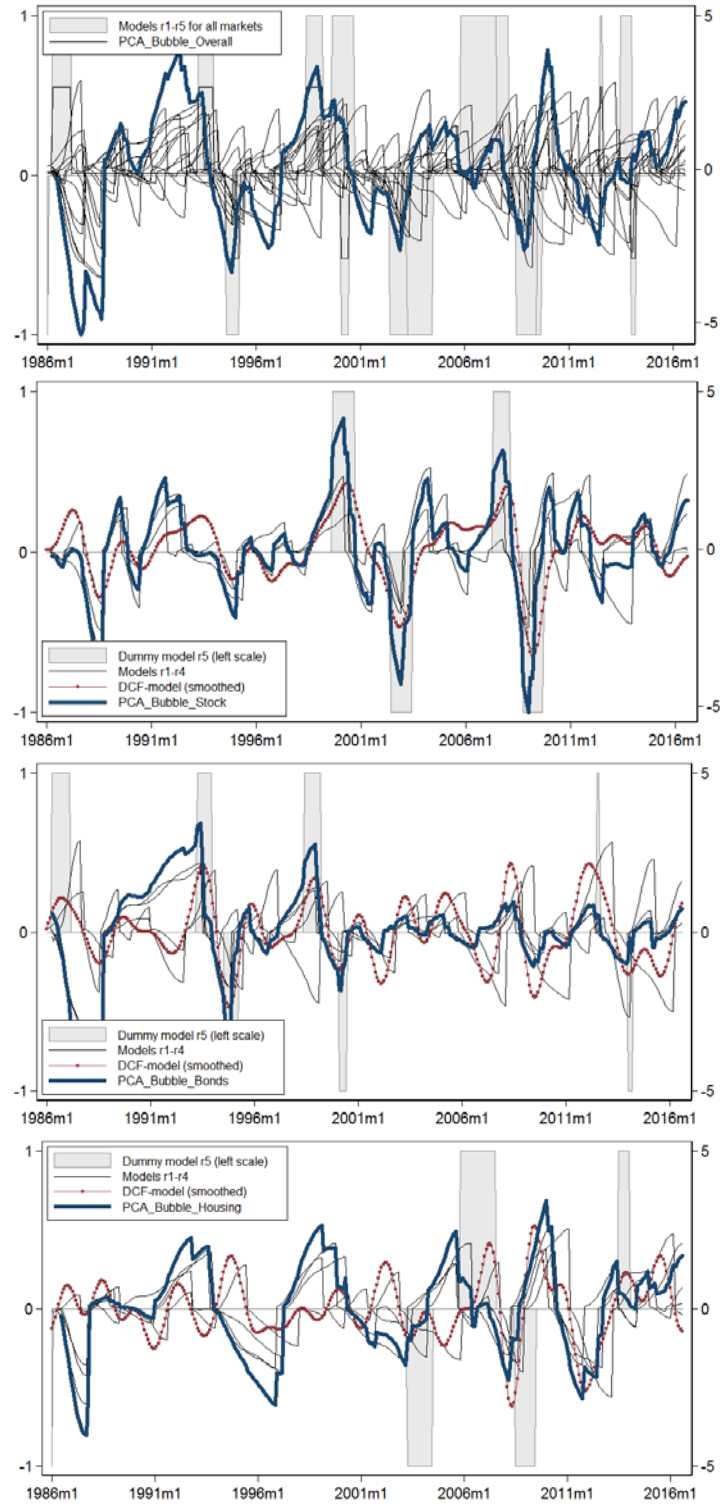 Models r1-r5 for all markets
PCA_Bubble_Overall
1
0
-1
5
0
-5
1986m1 1991m1 1996m1 2001m1 2006m1 2011m1 2016m1
1
0
-1
5
0
-5
Dummy model r5 (left scale)
Models r1-r4
DCF-model (smoothed)
PCA_Bubble_Stock
1986m1 1991m1 1996m1 2001m1 2006m1 2011m1 2016m1
1
0
-1
5
0
-5
Dummy model r5 (left scale)
Models r1-r4
DCF-model (smoothed)
PCA_Bubble_Bonds
1986m1 1991m1 1996m1 2001m1 2006m1 2011m1 2016m1
Dummy model r5 (left scale)
Models r1-r4
DCF-model (smoothed)
PCA_Bubble_Housing
1
0
-1
5
0
-5
1986m1 1991m1 1996m1 2001m1 2006m1 2011m1 2016m1